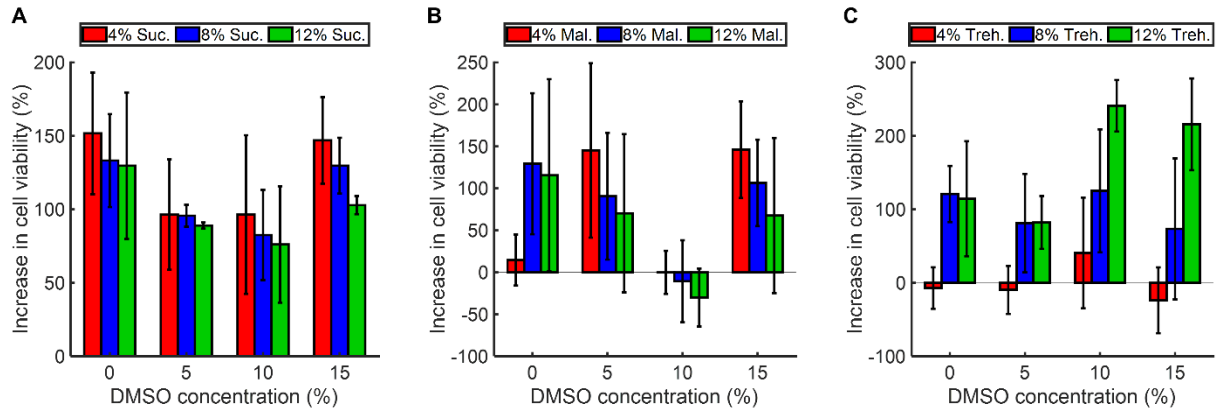 A
4% Suc. 8% Suc. 12% Suc.
Increase in cell viability (%)
200
150
100
50
0
0 5 10 15
DMSO concentration (%)
B
4% Mal. 8% Mal. 12% Mal.
Increase in cell viability (%)
250
200
150
100
50
0
-50
-100
0 5 10 15
DMSO concentration (%)
C
4% Treh. 8% Treh. 12% Treh.
Increase in cell viability (%)
300
200
100
0
-100
0 5 10 15
DMSO concentration (%)